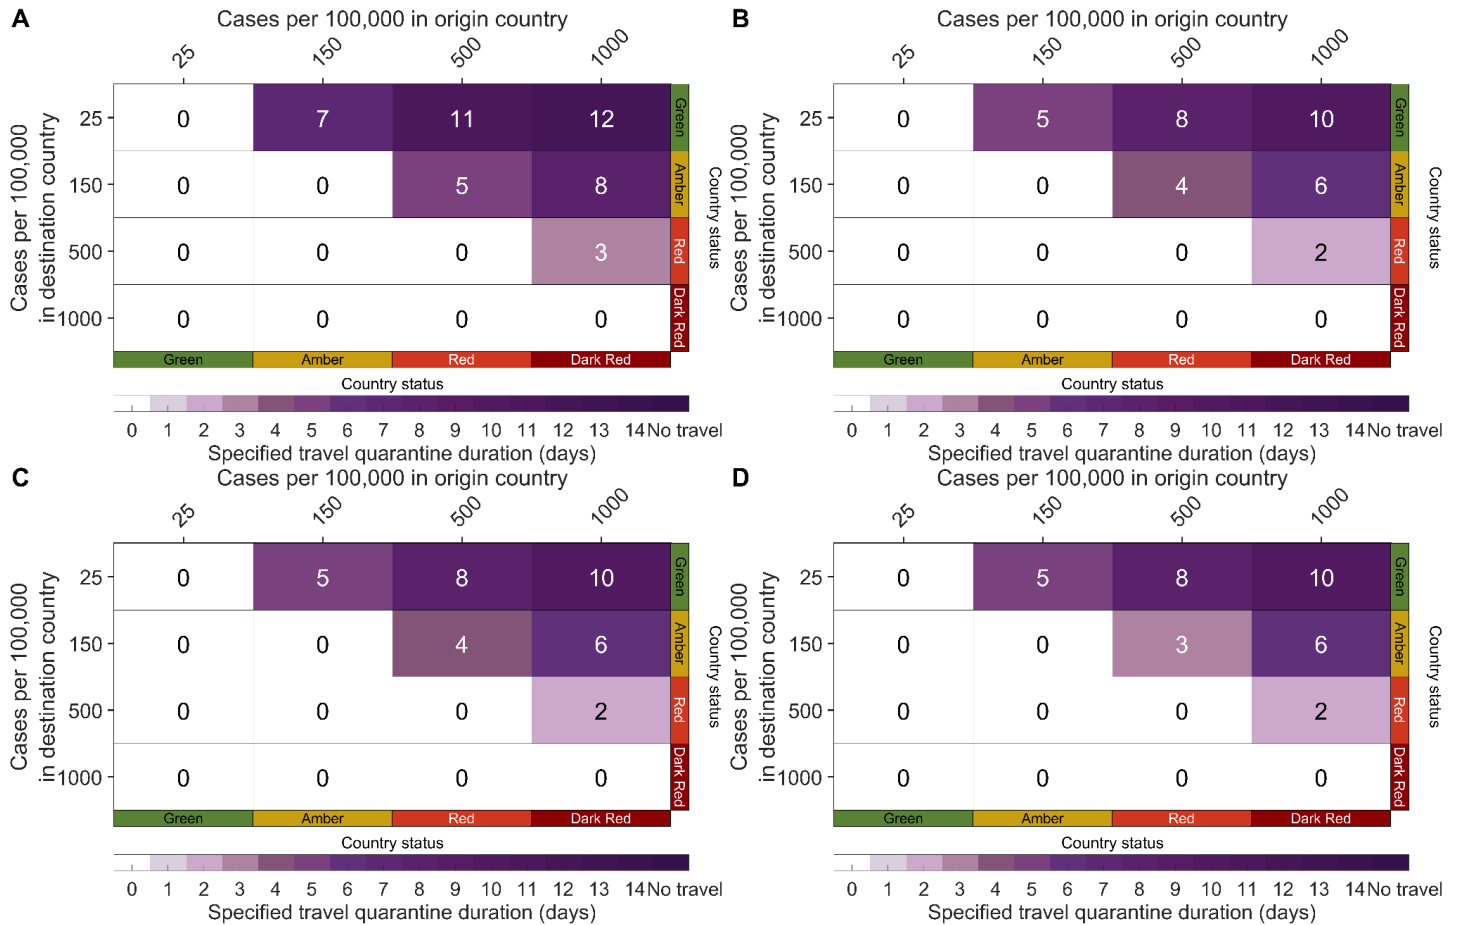 A
Cases per 100,000 in origin country
25 150 500 1000
Cases per 100,000
in destination country
25 0 7 11 12 Green
150 0 0 5 8 Amber
500 0 0 0 3 Red
1000 0 0 0 0 Dark Red
Country status
Green Amber Red Dark Red
Country status
0 1 2 3 4 5 6 7 8 9 10 11 12 13 14 No travel
Specified travel quarantine duration (days)
B
Cases per 100,000 in origin country
25 150 500 1000
Cases per 100,000
in destination country
25 0 5 8 10 Green
150 0 0 4 6 Amber
500 0 0 0 2 Red
1000 0 0 0 0 Dark Red
Country status
Green Amber Red Dark Red
Country status
0 1 2 3 4 5 6 7 8 9 10 11 12 13 14 No travel
Specified travel quarantine duration (days)
C
Cases per 100,000 in origin country
25 150 500 1000
Cases per 100,000
in destination country
25 0 5 8 10 Green
150 0 0 4 6 Amber
500 0 0 0 2 Red
1000 0 0 0 0 Dark Red
Country status
Green Amber Red Dark Red
Country status
0 1 2 3 4 5 6 7 8 9 10 11 12 13 14 No travel
Specified travel quarantine duration (days)
D
Cases per 100,000 in origin country
25 150 500 1000
Cases per 100,000
in destination country
25 0 5 8 10 Green
150 0 0 3 6 Amber
500 0 0 0 2 Red
1000 0 0 0 0 Dark Red
Country status
Green Amber Red Dark Red
Country status
0 1 2 3 4 5 6 7 8 9 10 11 12 13 14 No travel
Specified travel quarantine duration (days)